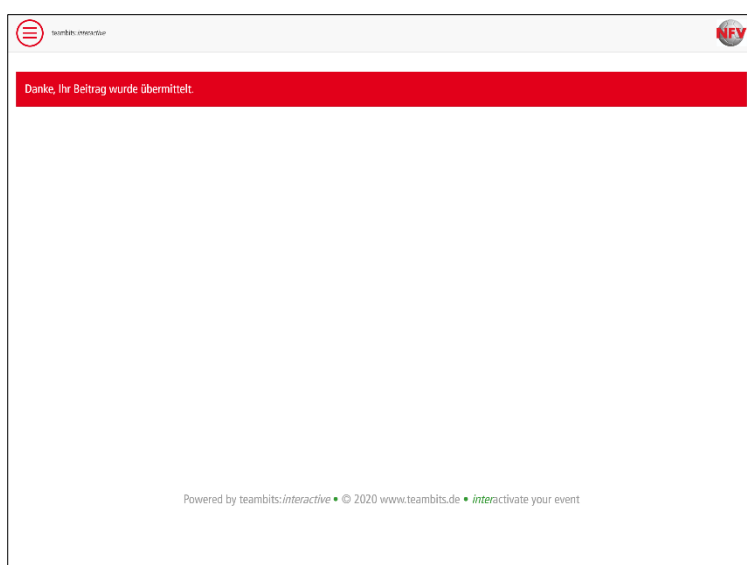 teambits:interactive
NFV
Danke, Ihr Beitrag wurde übermittelt.
Powered by teambits:interactive • © 2020 www.teambits.de • interactivate your event